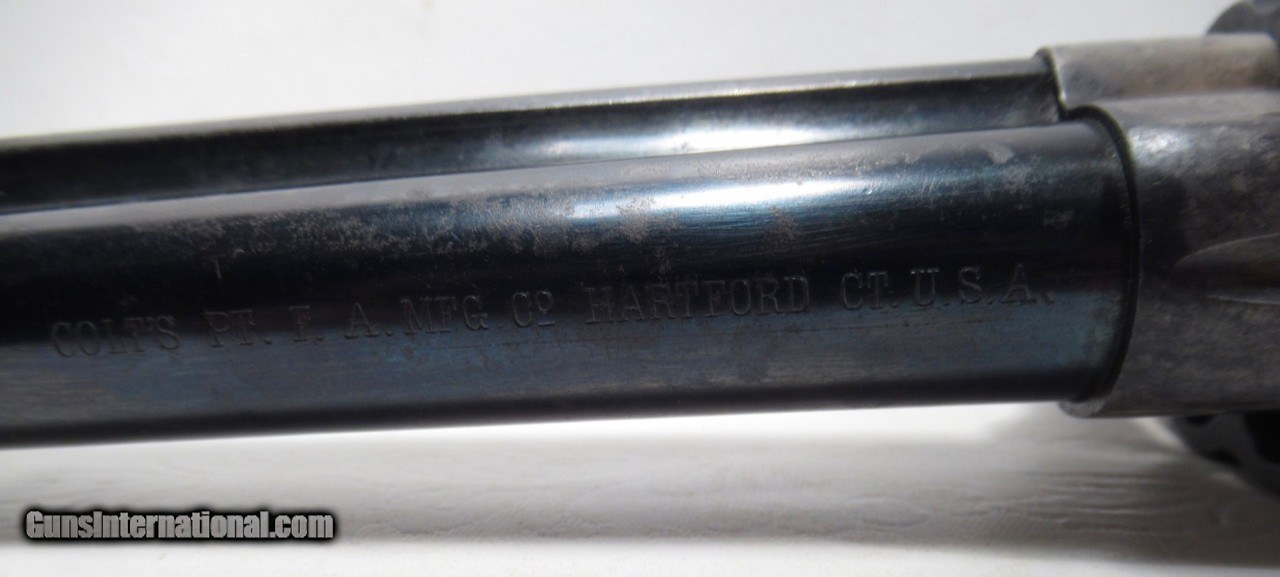 COLT'S PT. F. A. MFG. Co HARTFORD CT. U.S.A.
GunsInternational.com